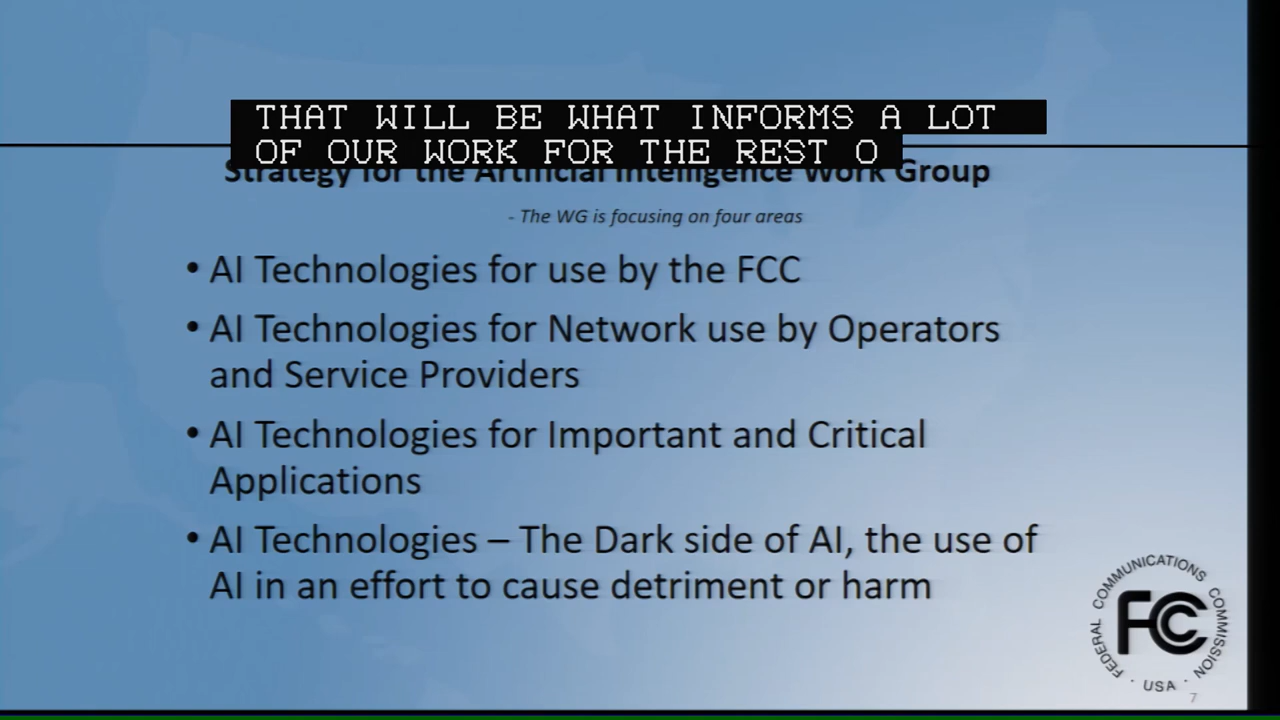 THAT WILL BE WHAT INFORMS A LOT
OF OUR WORK FOR THE REST O
Strategy for the Artificial Intelligence Work Group
- The WG is focusing on four areas
• AI Technologies for use by the FCC
• AI Technologies for Network use by Operators
and Service Providers
• AI Technologies for Important and Critical
Applications
• AI Technologies – The Dark side of AI, the use of
AI in an effort to cause detriment or harm
FEDERAL COMMUNICATIONS COMMISSION
FCC
· USA ·
7